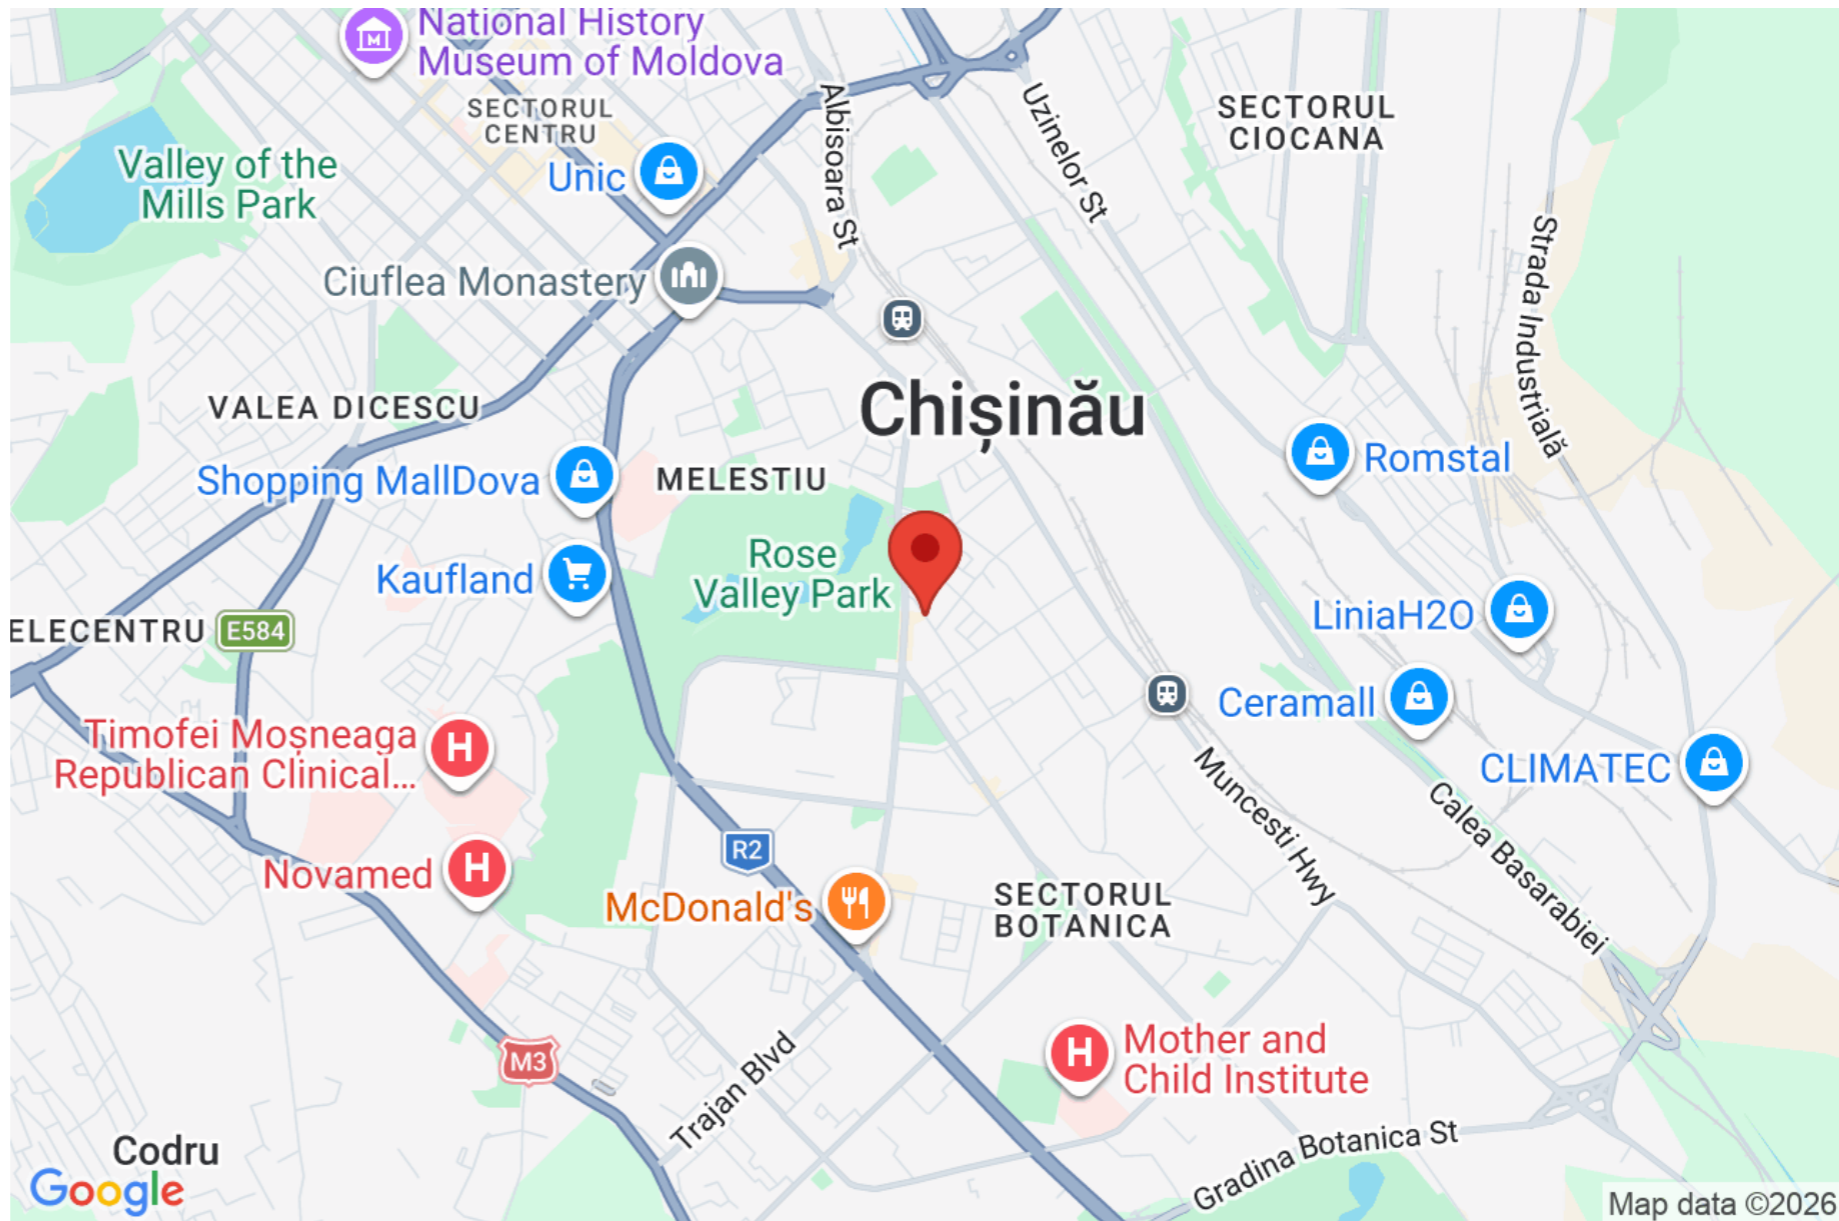 National History
Museum of Moldova
SECTORUL
CENTRU
Albisoara St
Uzinelor St
SECTORUL
CIOCANA
Valley of the
Mills Park
Unic
Strada Industrială
Ciuflea Monastery
Chișinău
VALEA DICESCU
Shopping MallDova
MELESTIU
Romstal
Rose
Valley Park
Kaufland
ELECENTRU
E584
LiniaH2O
Ceramall
Timofei Moșneaga
Republican Clinical...
H
CLIMATEC
Muncesti Hwy
Calea Basarabiei
R2
Novamed
H
McDonald's
SECTORUL
BOTANICA
M3
Trajan Blvd
H
Mother and
Child Institute
Gradina Botanica St
Codru
Google
Map data ©2026